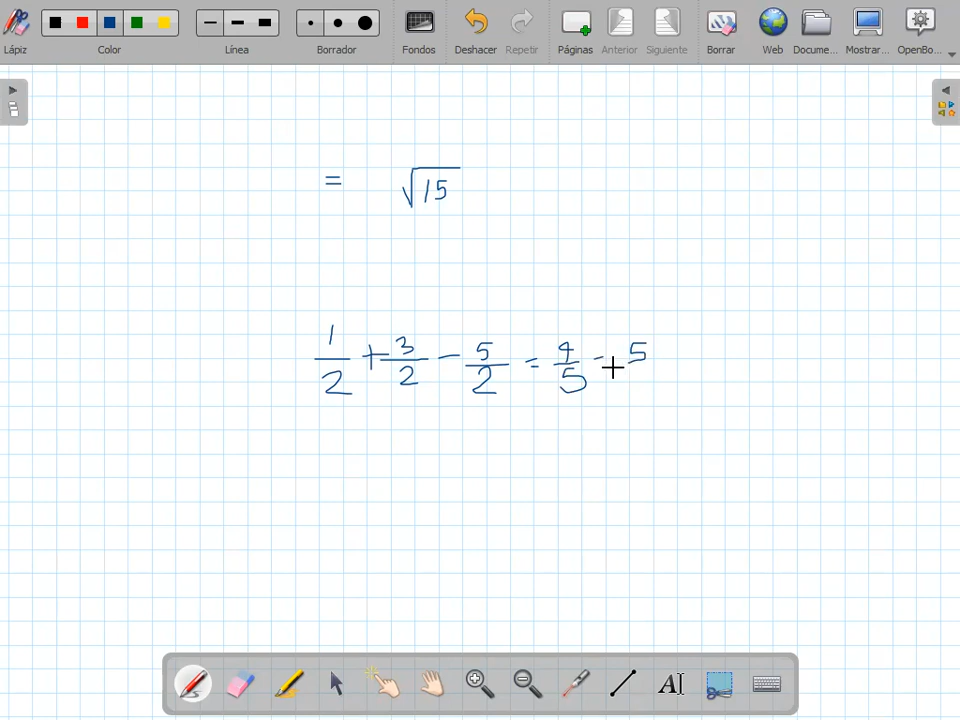 Lápiz Color Línea Borrador Fondos Deshacer Repetir Páginas Anterior Siguiente Borrar Web Docume... Mostrar... OpenBo...
= √15
1/2 + 3/2 - 5/2 = 4/5 - 5
A